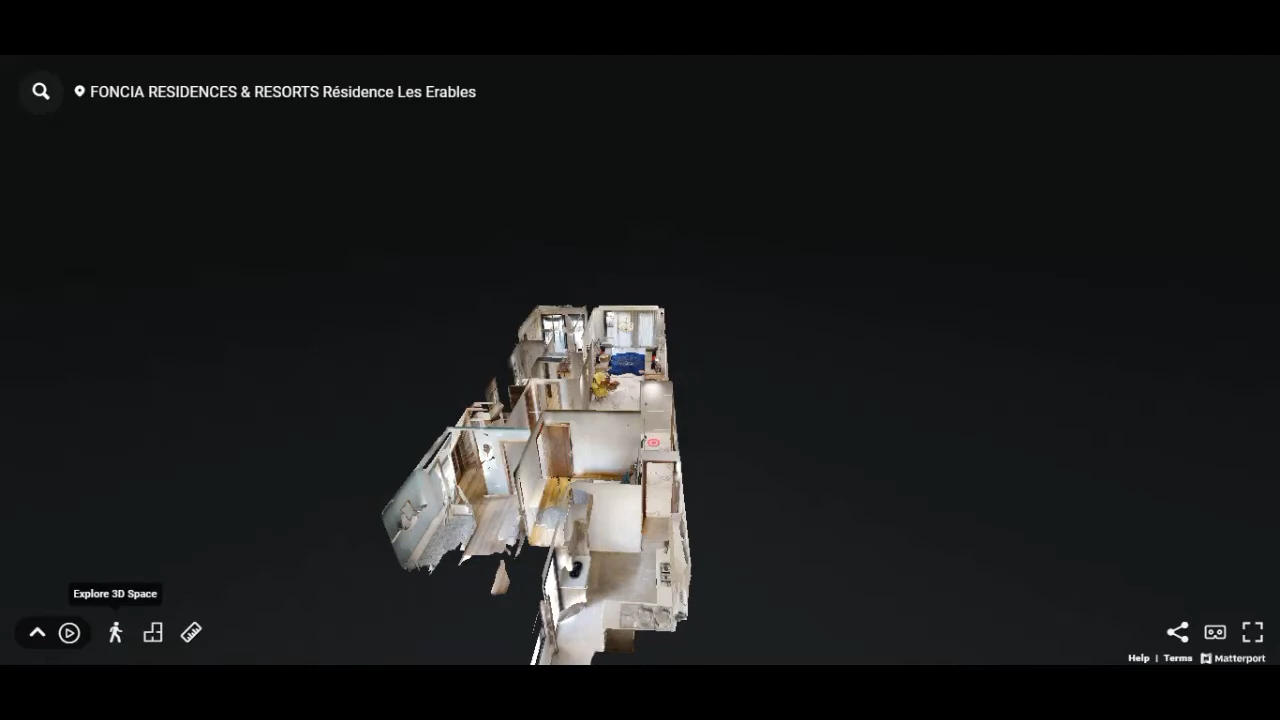 FONCIA RESIDENCES & RESORTS Résidence Les Erables
Explore 3D Space
Help | Terms Matterport